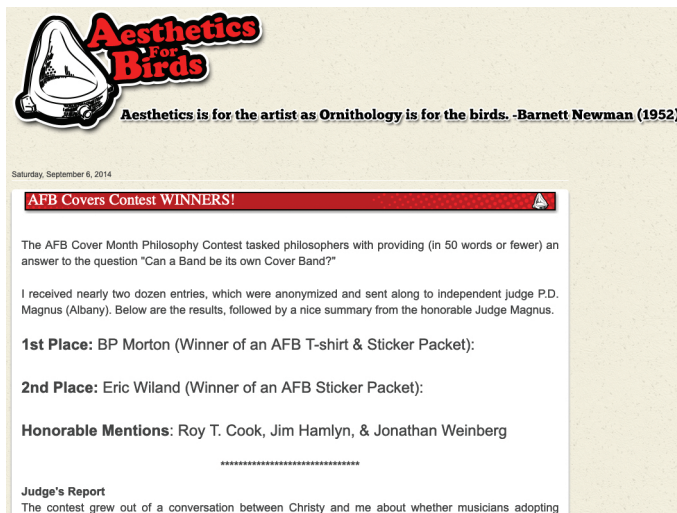 Aesthetics
For
Birds
Aesthetics is for the artist as Ornithology is for the birds. -Barnett Newman (1952)
Saturday, September 6, 2014
AFB Covers Contest WINNERS!
The AFB Cover Month Philosophy Contest tasked philosophers with providing (in 50 words or fewer) an
answer to the question "Can a Band be its own Cover Band?"
I received nearly two dozen entries, which were anonymized and sent along to independent judge P.D.
Magnus (Albany). Below are the results, followed by a nice summary from the honorable Judge Magnus.
1st Place: BP Morton (Winner of an AFB T-shirt & Sticker Packet):
2nd Place: Eric Wiland (Winner of an AFB Sticker Packet):
Honorable Mentions: Roy T. Cook, Jim Hamlyn, & Jonathan Weinberg
*******************************
Judge's Report
The contest grew out of a conversation between Christy and me about whether musicians adopting